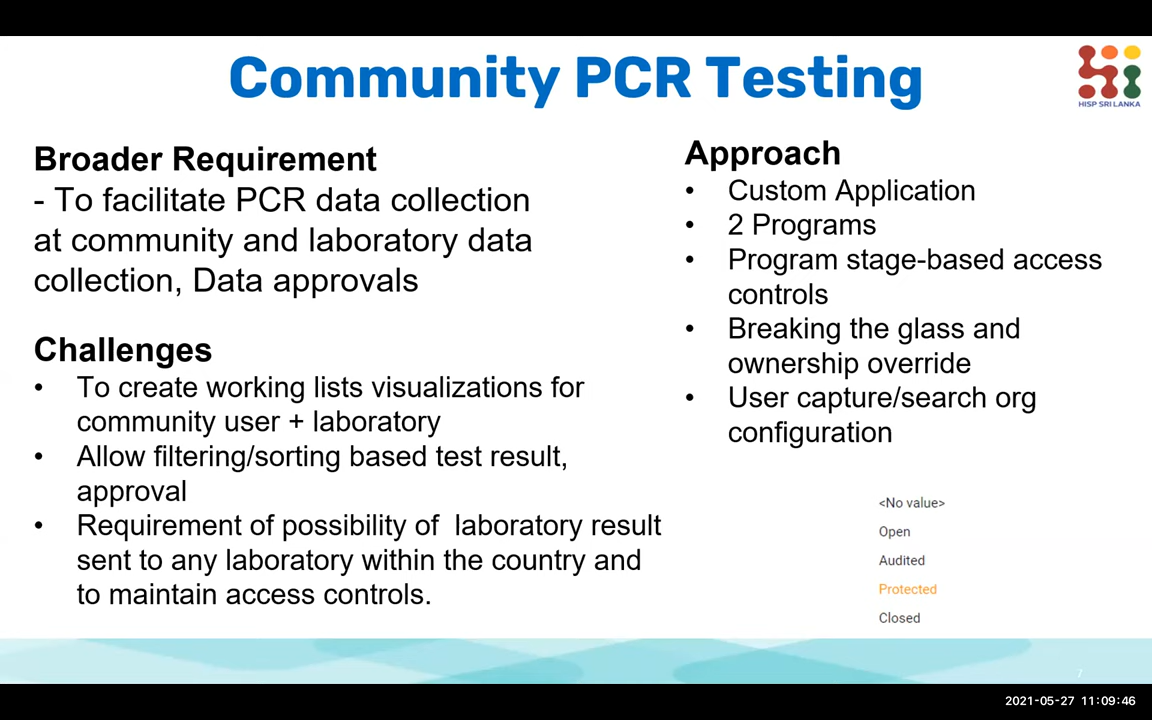 Community PCR Testing
HISP SRI LANKA
Broader Requirement
- To facilitate PCR data collection
at community and laboratory data
collection, Data approvals
Challenges
• To create working lists visualizations for
community user + laboratory
• Allow filtering/sorting based test result,
approval
• Requirement of possibility of  laboratory result
sent to any laboratory within the country and
to maintain access controls.
Approach
• Custom Application
• 2 Programs
• Program stage-based access
controls
• Breaking the glass and
ownership override
• User capture/search org
configuration
<No value>
Open
Audited
Protected
Closed
7
2021-05-27 11:09:46